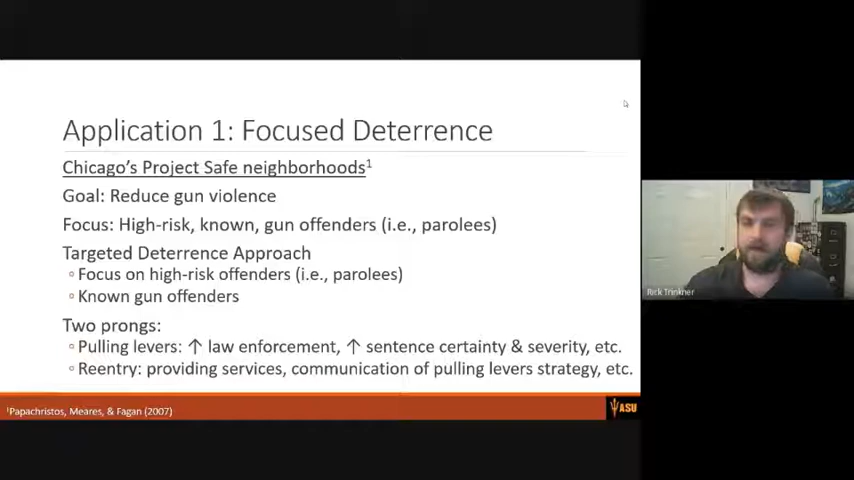 Application 1: Focused Deterrence
Chicago's Project Safe neighborhoods¹
Goal: Reduce gun violence
Focus: High-risk, known, gun offenders (i.e., parolees)
Targeted Deterrence Approach
◦Focus on high-risk offenders (i.e., parolees)
◦Known gun offenders
Two prongs:
◦Pulling levers: ↑ law enforcement, ↑ sentence certainty & severity, etc.
◦Reentry: providing services, communication of pulling levers strategy, etc.
¹Papachristos, Meares, & Fagan (2007)
ASU
Rick Trinkner